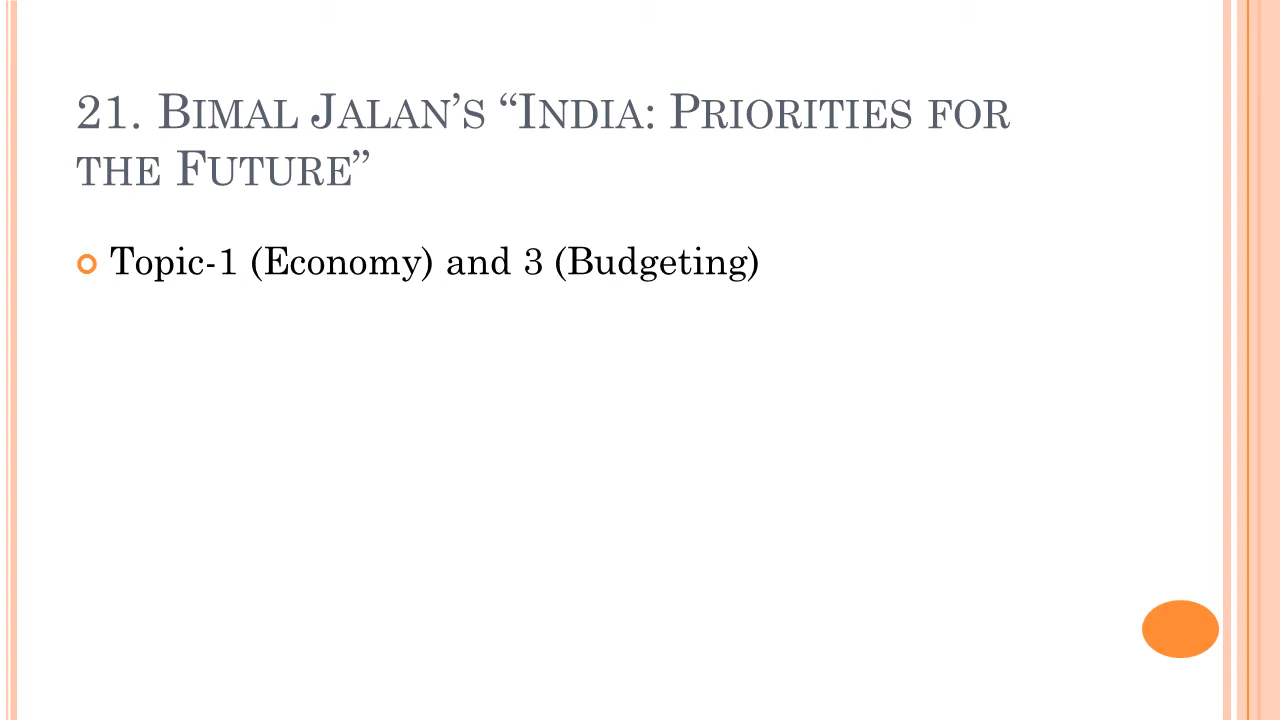 21. Bimal Jalan’s “India: Priorities for
the Future”
Topic-1 (Economy) and 3 (Budgeting)